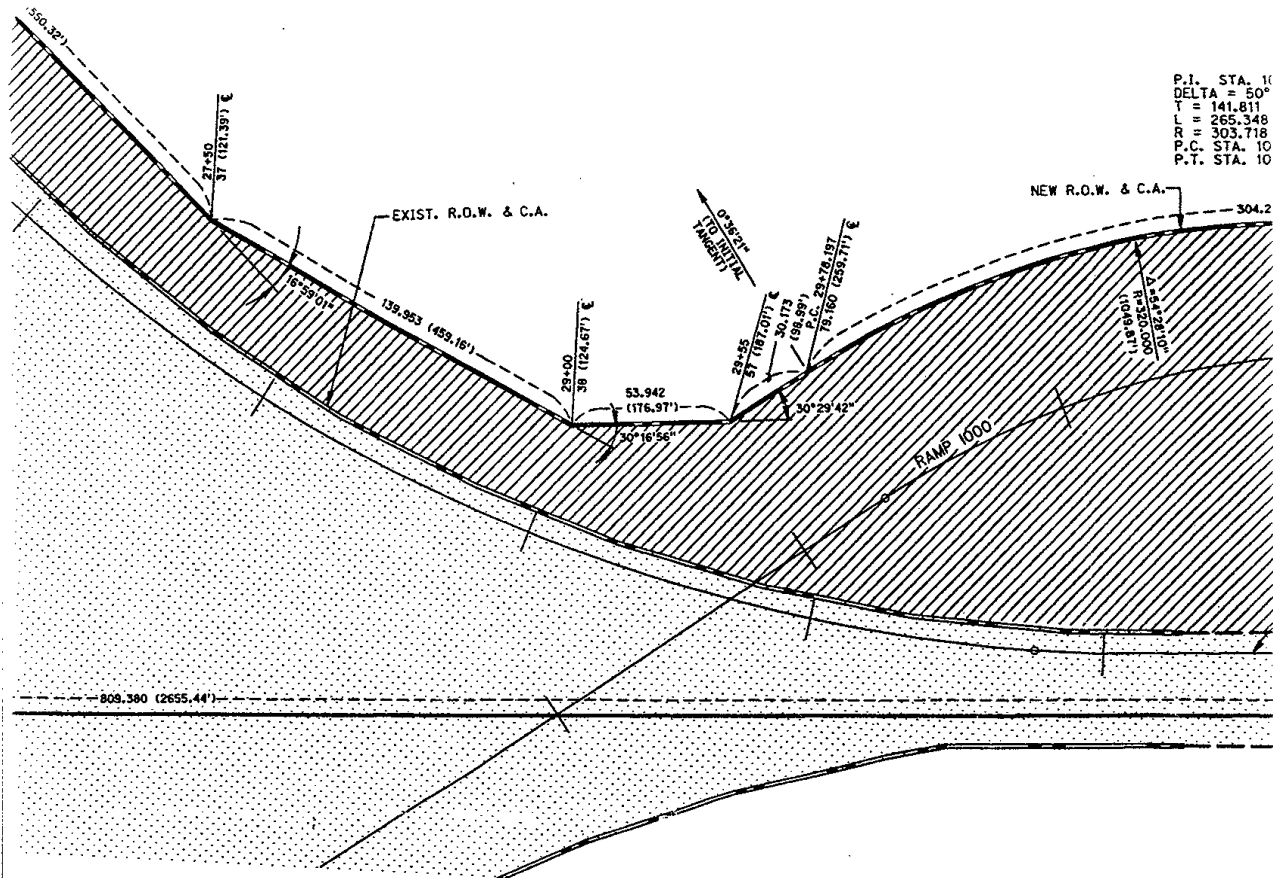 550.32')
27+50
37 (121.39') ℄
EXIST. R.O.W. & C.A.
16°59'01"
139.953 (459.16')
29+00
38 (124.67') ℄
53.942
(176.97')
30°16'56"
0°36'21"
(TO INITIAL
TANGENT)
29+55
57 (187.01') ℄
30.173
(98.99')
P.C. 29+78.197
79.160 (259.71') ℄
30°29'42"
NEW R.O.W. & C.A.
304.2
P.I. STA. 10
DELTA = 50°
T = 141.811
L = 265.348
R = 303.718
P.C. STA. 10
P.T. STA. 10
Δ=54°28'10"
R=320.000
(1049.87')
RAMP 1000
809.380 (2655.44')